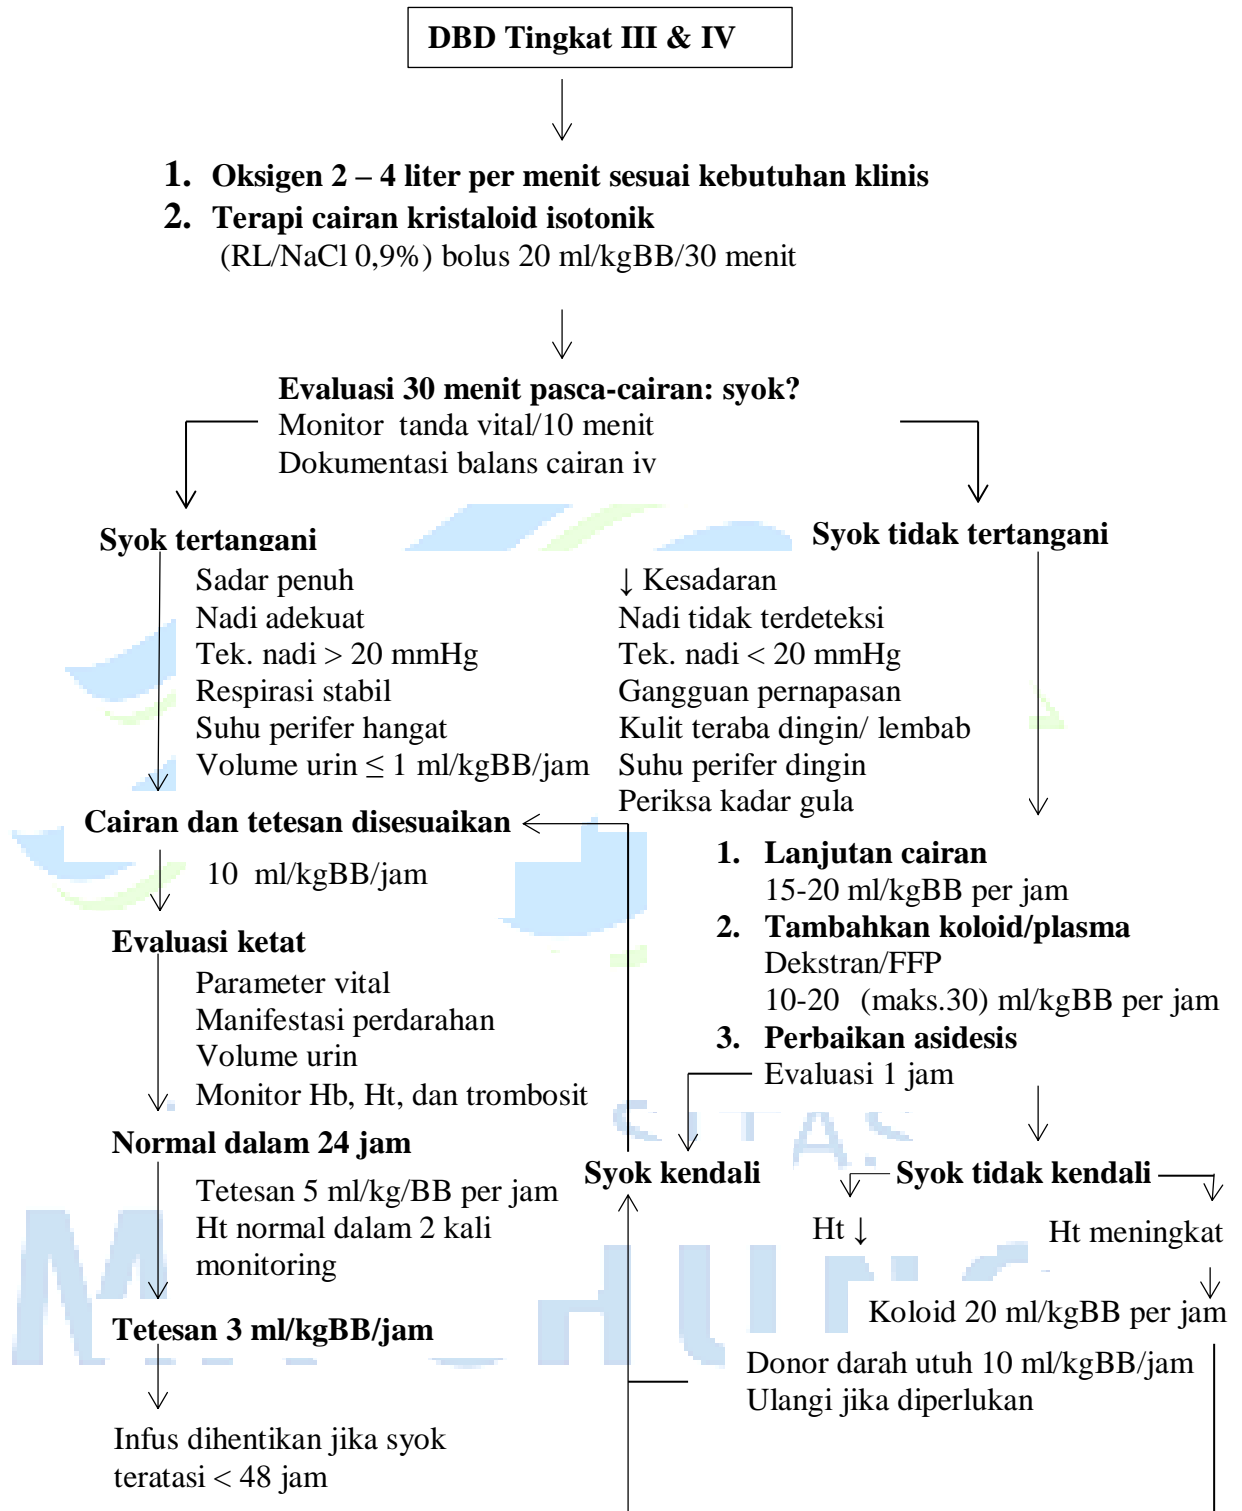 DBD Tingkat III & IV
1. Oksigen 2 – 4 liter per menit sesuai kebutuhan klinis
2. Terapi cairan kristaloid isotonik
(RL/NaCl 0,9%) bolus 20 ml/kgBB/30 menit
Evaluasi 30 menit pasca-cairan: syok?
Monitor tanda vital/10 menit
Dokumentasi balans cairan iv
Syok tertangani
Sadar penuh
Nadi adekuat
Tek. nadi > 20 mmHg
Respirasi stabil
Suhu perifer hangat
Volume urin ≤ 1 ml/kgBB/jam
Cairan dan tetesan disesuaikan
10 ml/kgBB/jam
Evaluasi ketat
Parameter vital
Manifestasi perdarahan
Volume urin
Monitor Hb, Ht, dan trombosit
Normal dalam 24 jam
Tetesan 5 ml/kg/BB per jam
Ht normal dalam 2 kali
monitoring
Tetesan 3 ml/kgBB/jam
Infus dihentikan jika syok
teratasi < 48 jam
Syok tidak tertangani
↓ Kesadaran
Nadi tidak terdeteksi
Tek. nadi < 20 mmHg
Gangguan pernapasan
Kulit teraba dingin/ lembab
Suhu perifer dingin
Periksa kadar gula
1. Lanjutan cairan
15-20 ml/kgBB per jam
2. Tambahkan koloid/plasma
Dekstran/FFP
10-20 (maks.30) ml/kgBB per jam
3. Perbaikan asidesis
Evaluasi 1 jam
Syok kendali
Syok tidak kendali
Ht ↓
Ht meningkat
Koloid 20 ml/kgBB per jam
Donor darah utuh 10 ml/kgBB/jam
Ulangi jika diperlukan